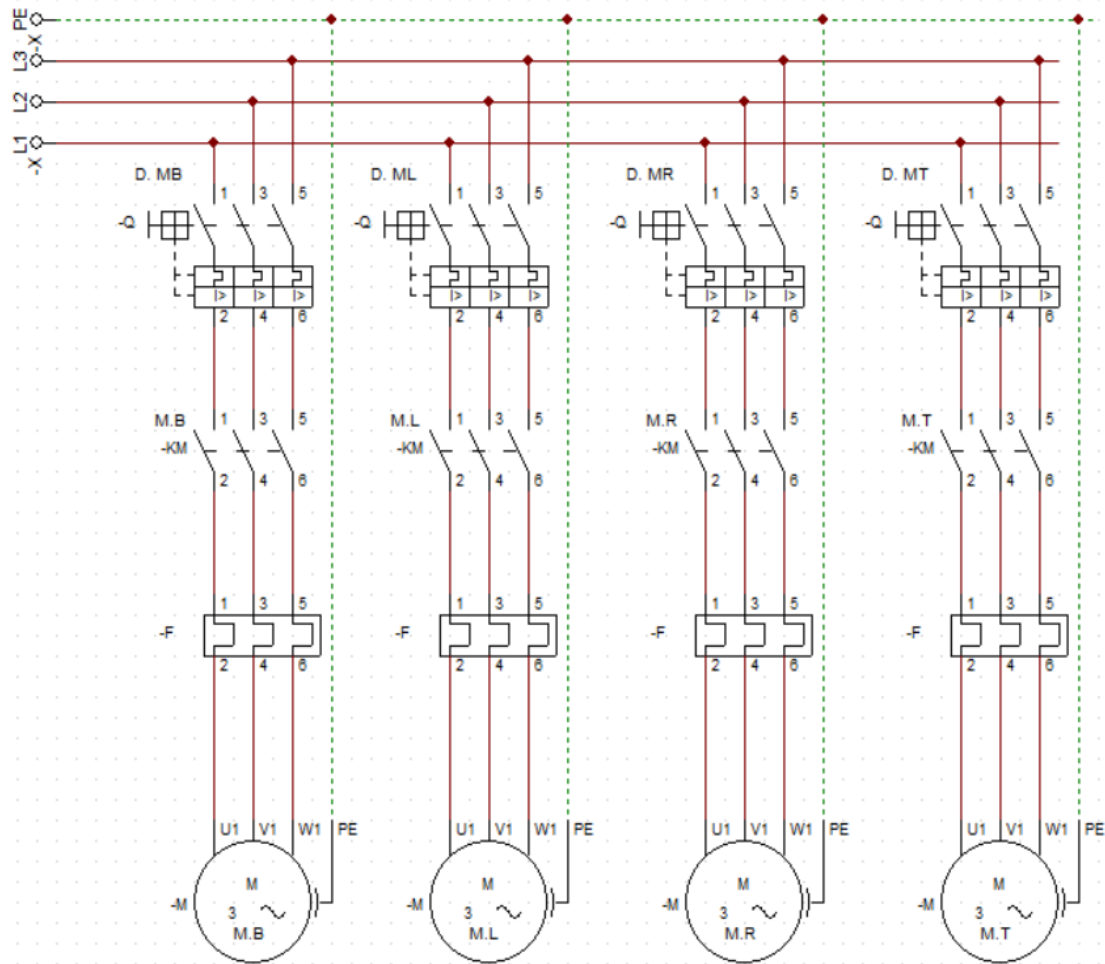 PE
-X
L3
L2
L1
-X
D. MB D. ML D. MR D. MT
1 3 5 1 3 5 1 3 5 1 3 5
-Q -Q -Q -Q
I> I> I> I> I> I> I> I> I> I> I> I>
2 4 6 2 4 6 2 4 6 2 4 6
M.B 1 3 5 M.L 1 3 5 M.R 1 3 5 M.T 1 3 5
-KM -KM -KM -KM
2 4 6 2 4 6 2 4 6 2 4 6
1 3 5 1 3 5 1 3 5 1 3 5
-F -F -F -F
2 4 6 2 4 6 2 4 6 2 4 6
U1 V1 W1 PE U1 V1 W1 PE U1 V1 W1 PE U1 V1 W1 PE
M M M M
-M -M -M -M
3 3 3 3
M.B M.L M.R M.T